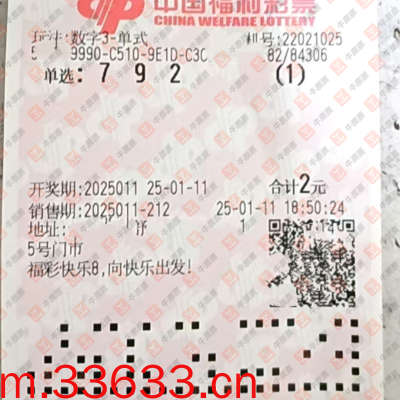 中国福利彩票
CHINA WELFARE LOTTERY
玩法:数字3-单式 机号:22021025
9990-C510-9E1D-C3C 82/84306
单选: 7 9 2 (1)
开奖期:2025011 25-01-11 合计2元
销售期:2025011-212 25-01-11 18:50:24
地址:
5号门市
福彩快乐8,向快乐出发!
m.33633.cn